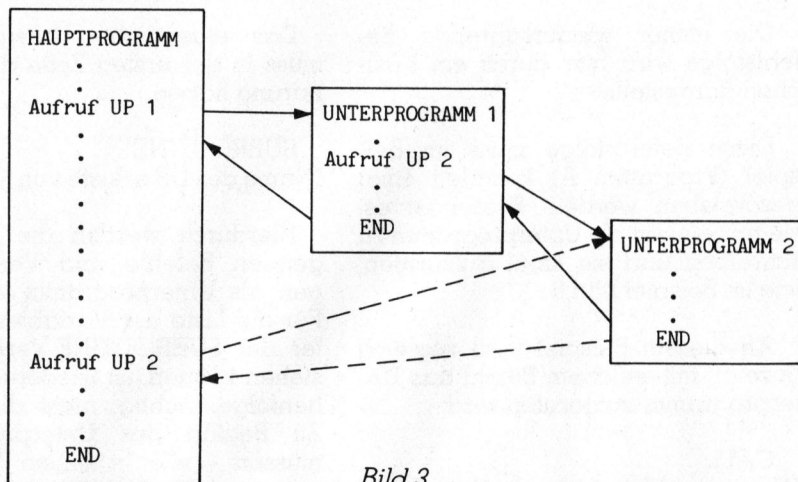 HAUPTPROGRAMM
Aufruf UP 1
Aufruf UP 2
END
UNTERPROGRAMM 1
Aufruf UP 2
END
UNTERPROGRAMM 2
END
Bild 3